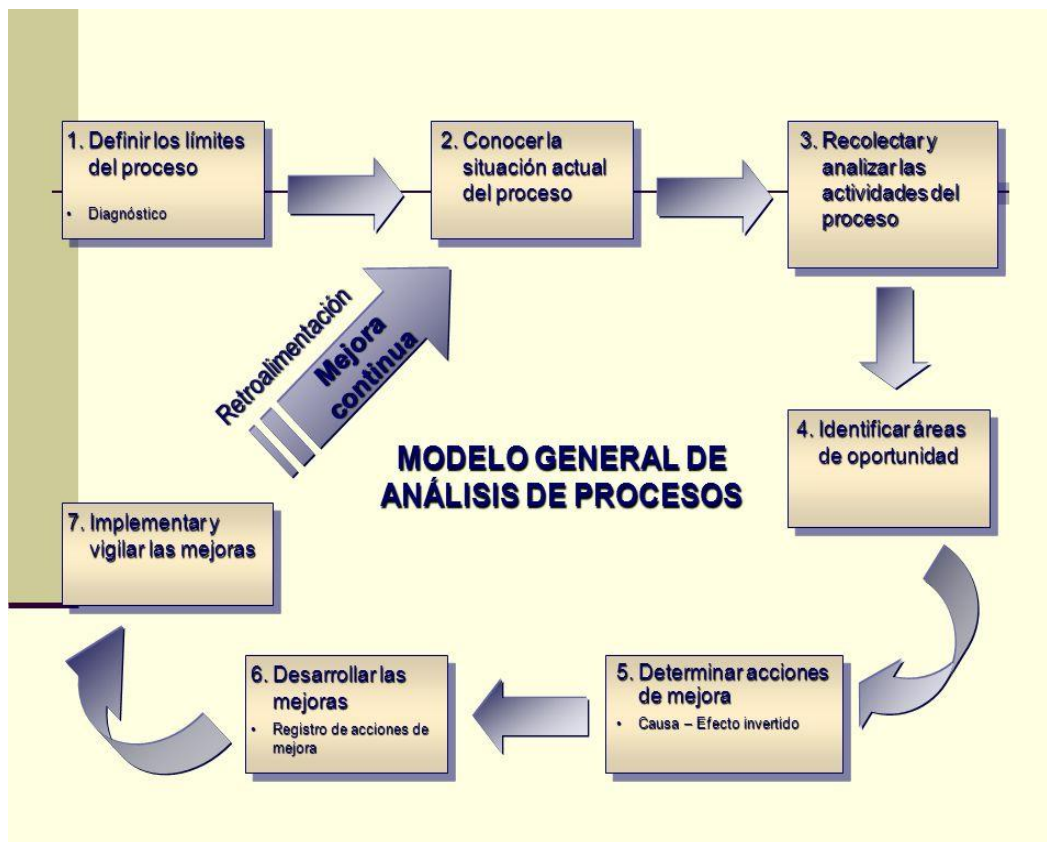 1. Definir los límites
del proceso
• Diagnóstico
2. Conocer la
situación actual
del proceso
3. Recolectar y
analizar las
actividades del
proceso
4. Identificar áreas
de oportunidad
5. Determinar acciones
de mejora
• Causa – Efecto invertido
6. Desarrollar las
mejoras
• Registro de acciones de
mejora
7. Implementar y
vigilar las mejoras
Retroalimentación
Mejora
continua
MODELO GENERAL DE
ANÁLISIS DE PROCESOS